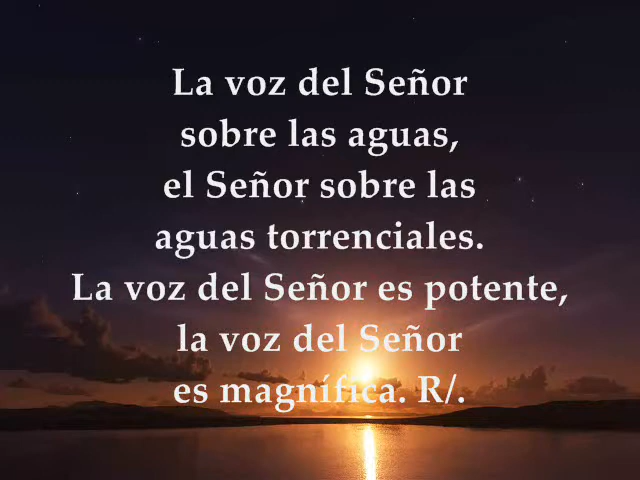 La voz del Señor
sobre las aguas,
el Señor sobre las
aguas torrenciales.
La voz del Señor es potente,
la voz del Señor
es magnífica. R/.